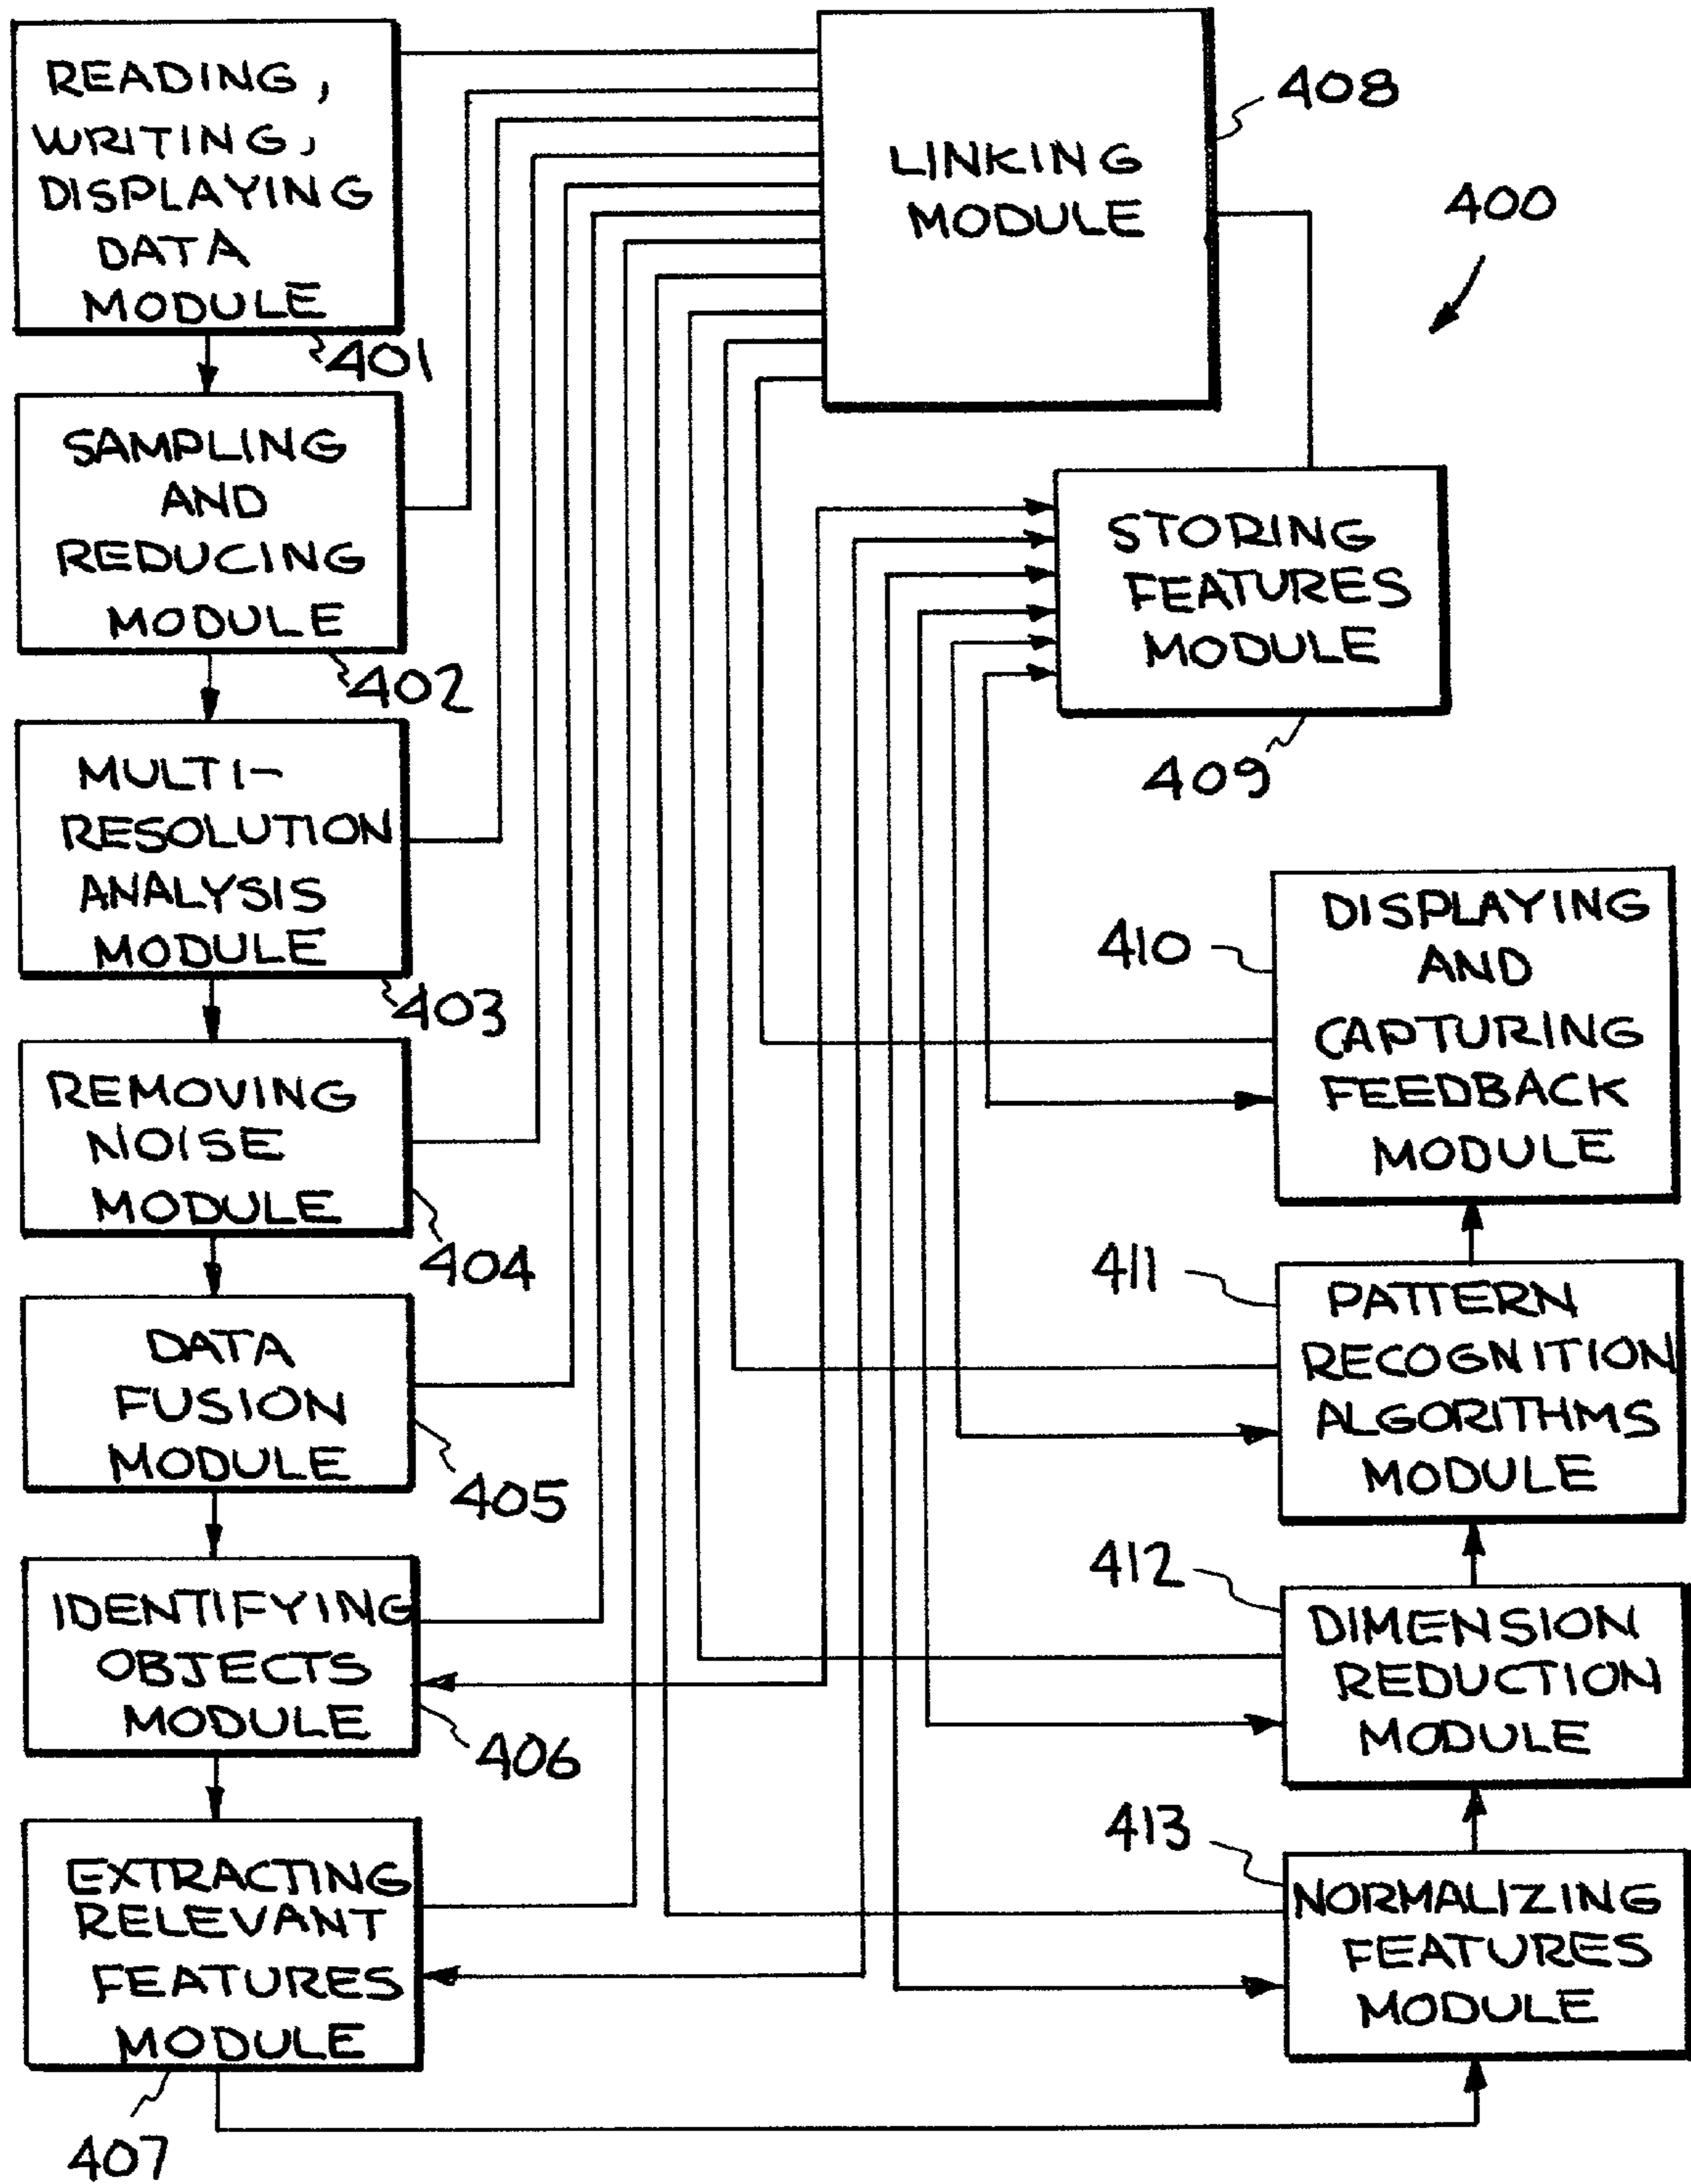 READING,
WRITING,
DISPLAYING
DATA
MODULE
401
SAMPLING
AND
REDUCING
MODULE
402
MULTI-
RESOLUTION
ANALYSIS
MODULE
403
REMOVING
NOISE
MODULE
404
DATA
FUSION
MODULE
405
IDENTIFYING
OBJECTS
MODULE
406
EXTRACTING
RELEVANT
FEATURES
MODULE
407
LINKING
MODULE
408
400
STORING
FEATURES
MODULE
409
DISPLAYING
AND
CAPTURING
FEEDBACK
MODULE
410
PATTERN
RECOGNITION
ALGORITHMS
MODULE
411
DIMENSION
REDUCTION
MODULE
412
NORMALIZING
FEATURES
MODULE
413